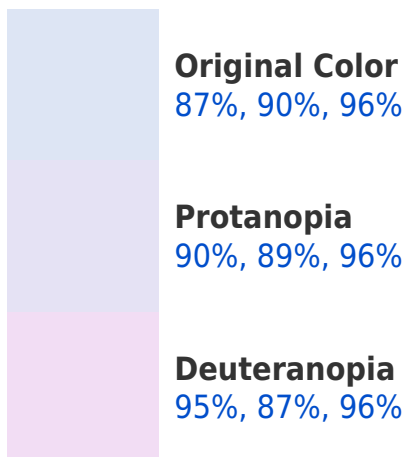 Original Color
87%, 90%, 96%
Protanopia
90%, 89%, 96%
Deuteranopia
95%, 87%, 96%